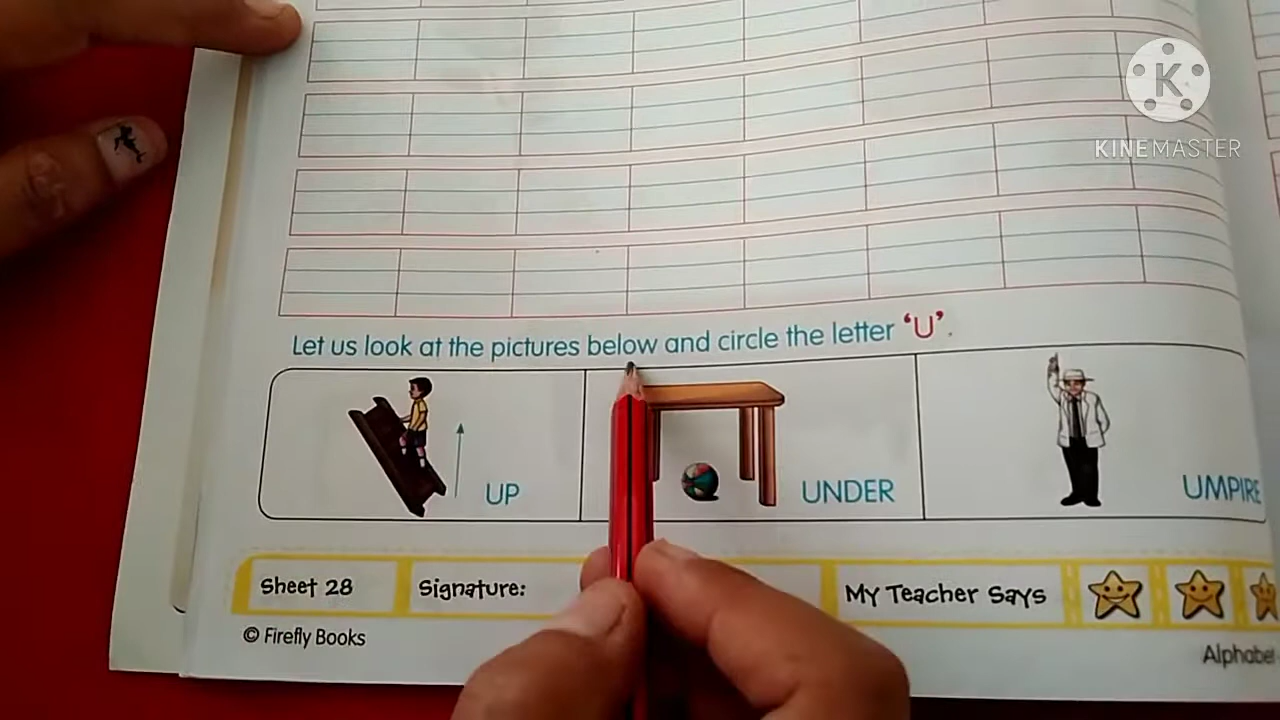 K
KINEMASTER
Let us look at the pictures below and circle the letter ‘U’.
UP
UNDER
UMPIRE
Sheet 28
Signature:
My Teacher Says
© Firefly Books
Alphabet